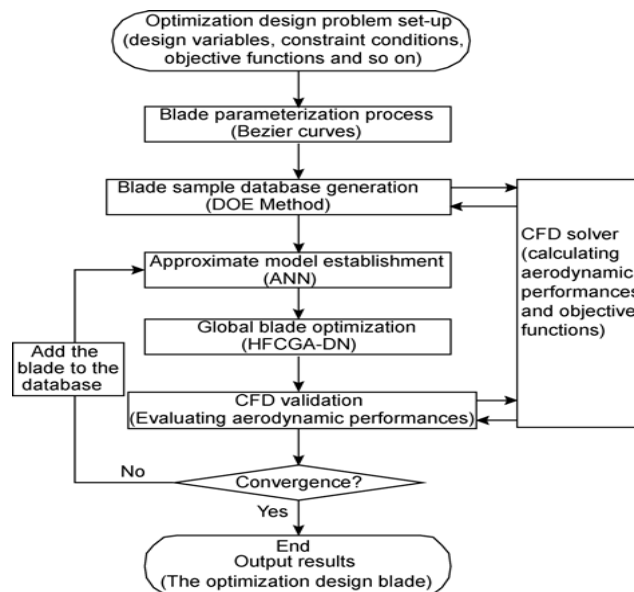 Optimization design problem set-up
(design variables, constraint conditions,
objective functions and so on)
Blade parameterization process
(Bezier curves)
Blade sample database generation
(DOE Method)
CFD solver
(calculating
aerodynamic
performances
and objective
functions)
Approximate model establishment
(ANN)
Global blade optimization
(HFCGA-DN)
Add the
blade to the
database
CFD validation
(Evaluating aerodynamic performances)
No
Convergence?
Yes
End
Output results
(The optimization design blade)